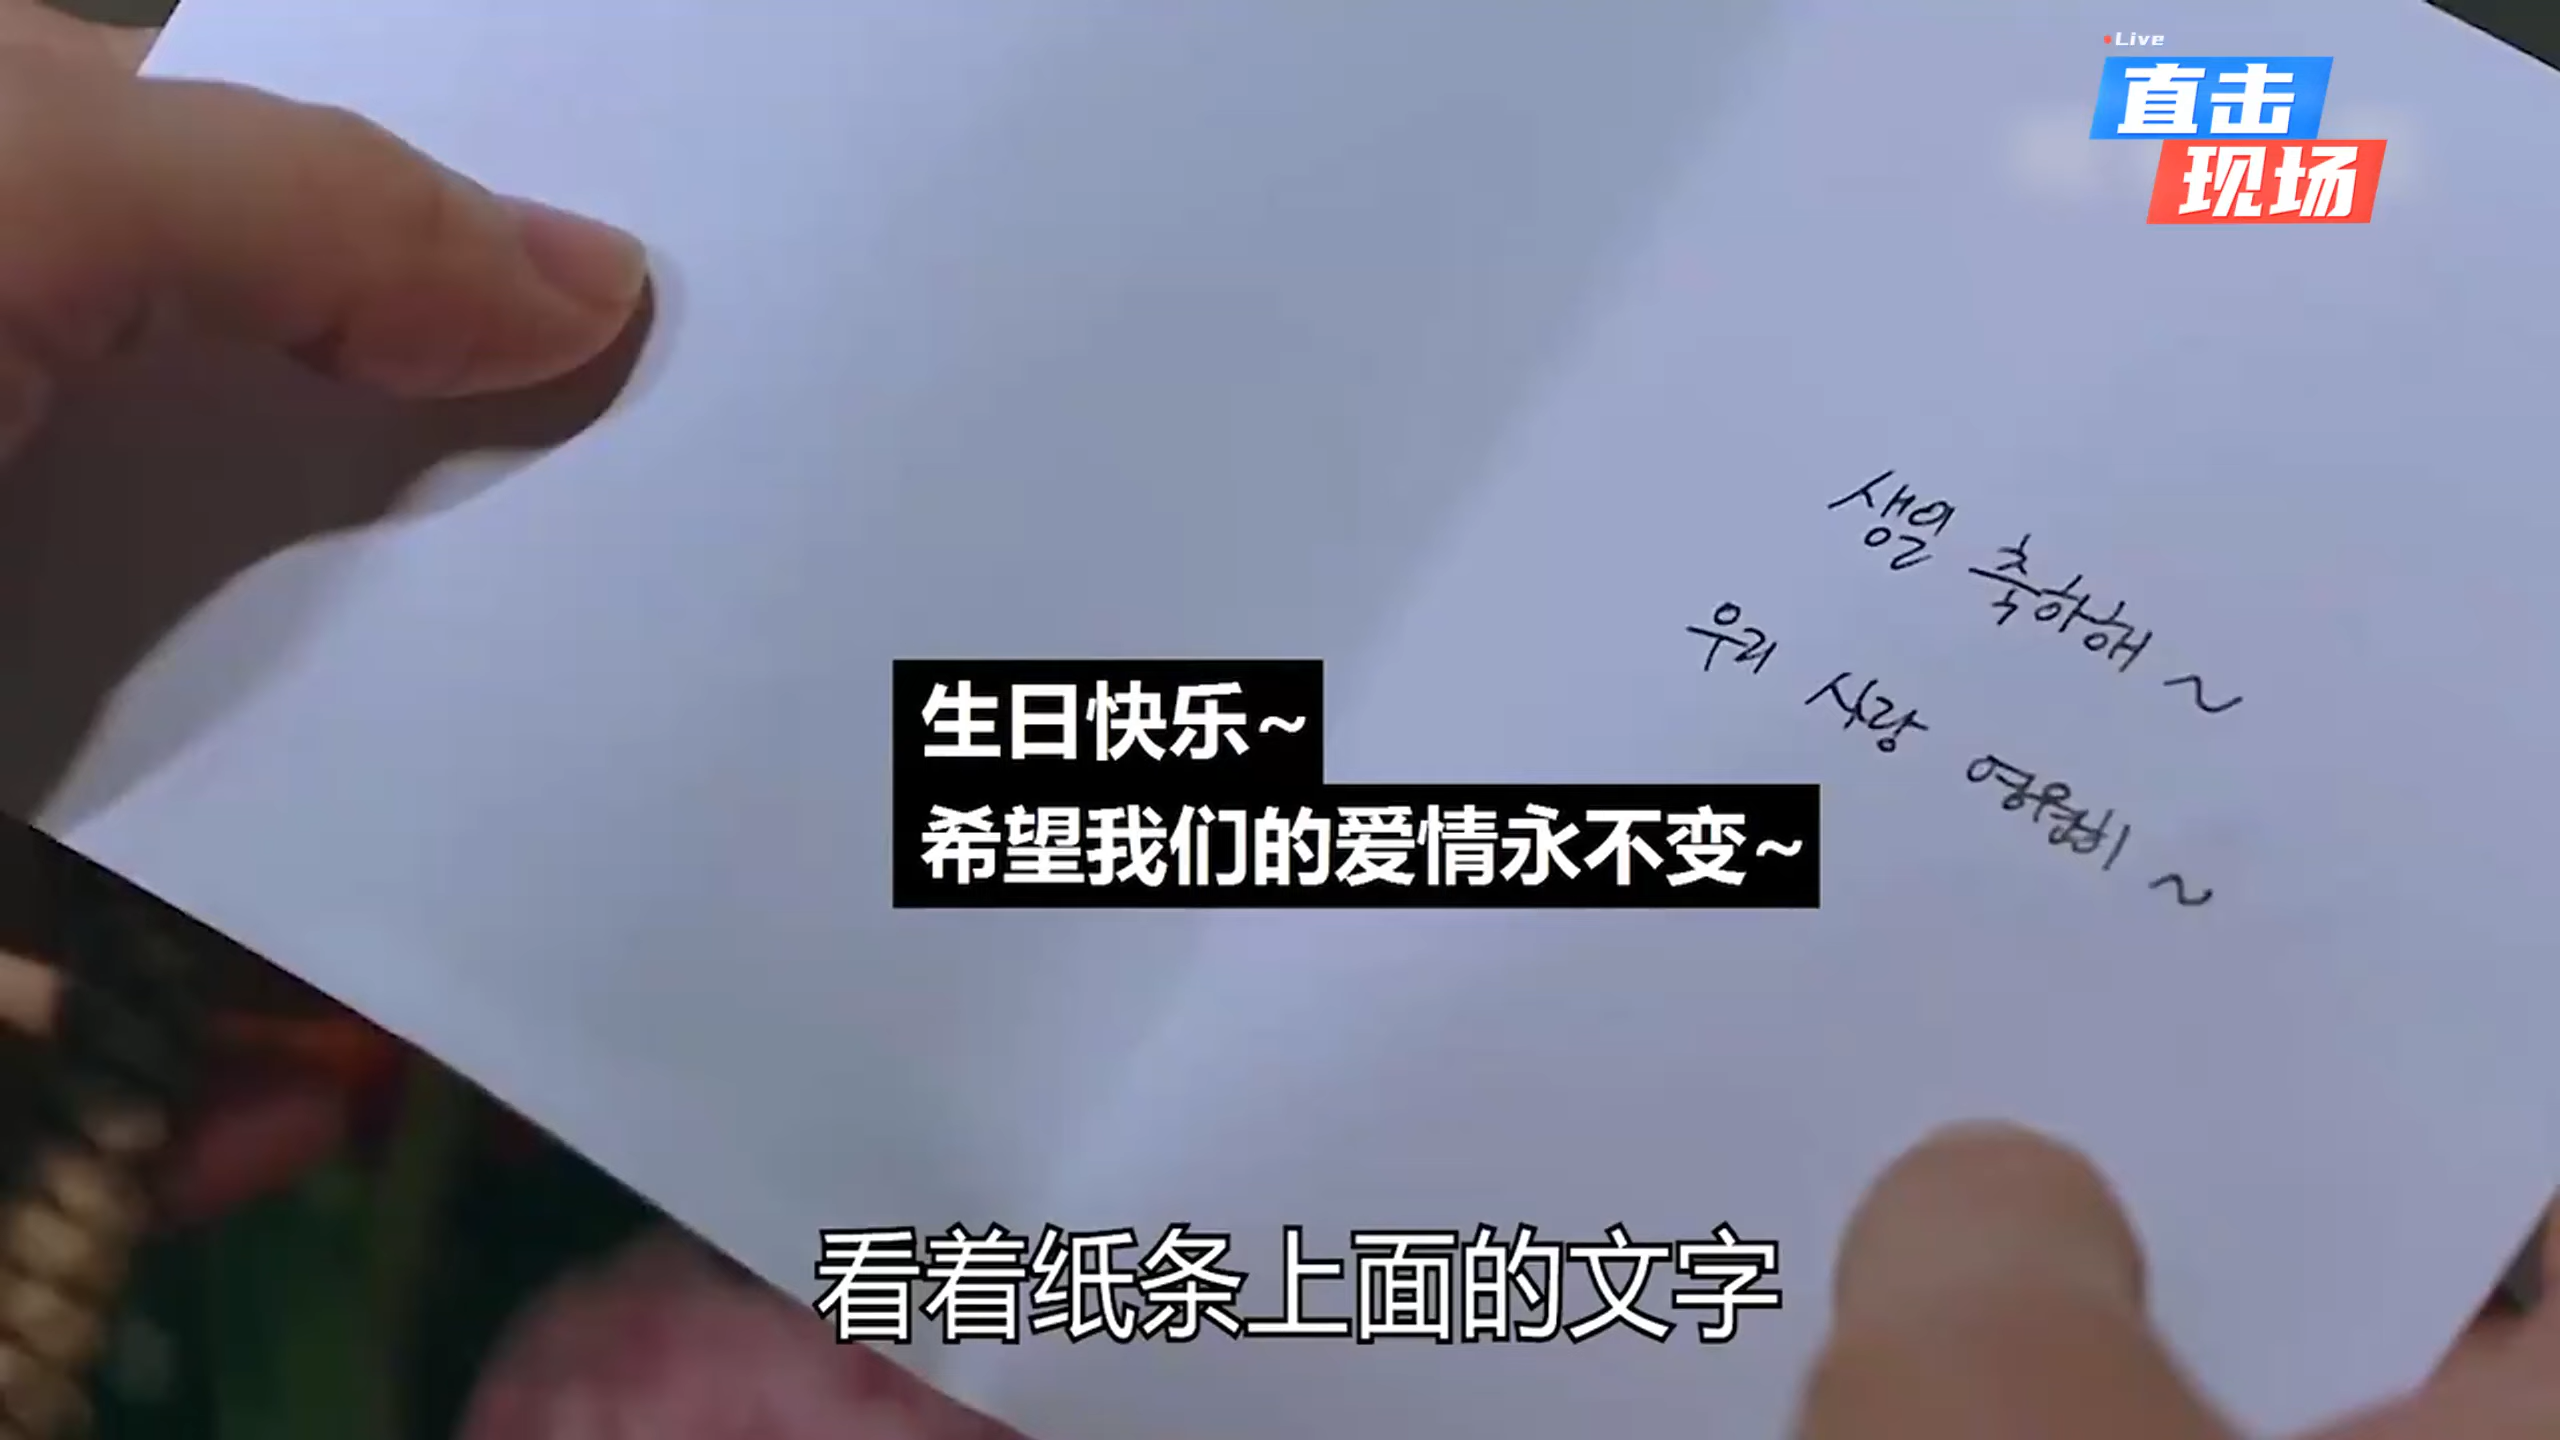 Live
直击
现场
생일 축하해~
우리 사랑 영원히~
生日快乐~
希望我们的爱情永不变~
看着纸条上面的文字